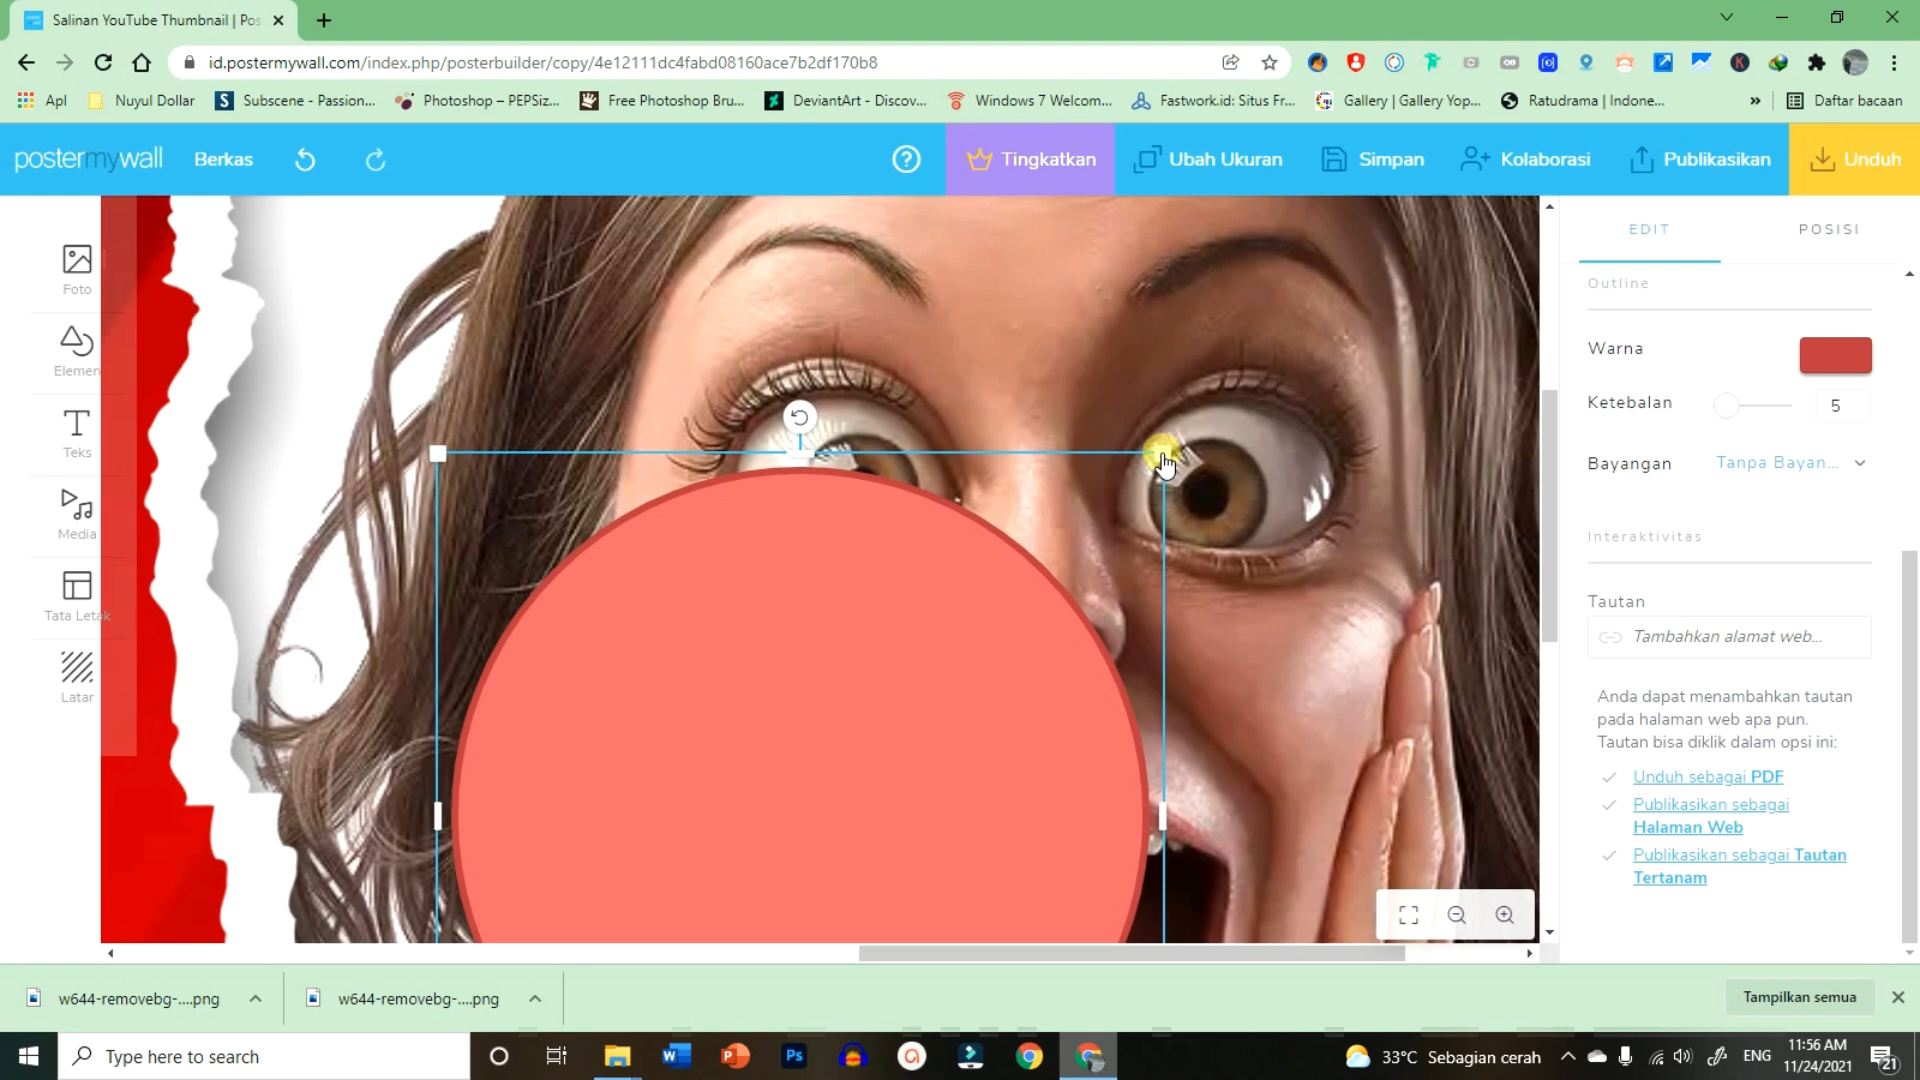 Salinan YouTube Thumbnail | Pos
id.postermywall.com/index.php/posterbuilder/copy/4e12111dc4fabd08160ace7b2df170b8
Apl
Nuyul Dollar
Subscene - Passion...
Photoshop – PEPSiz...
Free Photoshop Bru...
DeviantArt - Discov...
Windows 7 Welcom...
Fastwork.id: Situs Fr...
Gallery | Gallery Yop...
Ratudrama | Indone...
»
Daftar bacaan
postermywall
Berkas
Tingkatkan
Ubah Ukuran
Simpan
Kolaborasi
Publikasikan
Unduh
Foto
Elemen
Teks
Media
Tata Letak
Latar
EDIT
POSISI
Outline
Warna
Ketebalan
5
Bayangan
Tanpa Bayan...
Interaktivitas
Tautan
Tambahkan alamat web...
Anda dapat menambahkan tautan
pada halaman web apa pun.
Tautan bisa diklik dalam opsi ini:
Unduh sebagai PDF
Publikasikan sebagai
Halaman Web
Publikasikan sebagai Tautan
Tertanam
w644-removebg-....png
w644-removebg-....png
Tampilkan semua
Type here to search
33°C Sebagian cerah
ENG
11:56 AM
11/24/2021
21